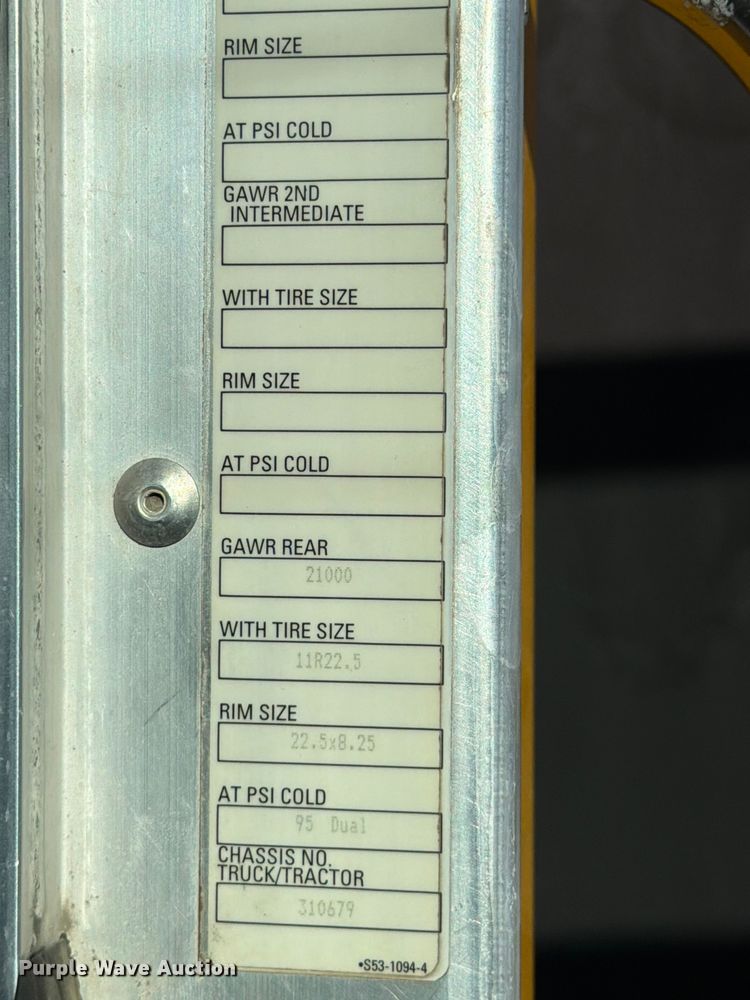 RIM SIZE
AT PSI COLD
GAWR 2ND
INTERMEDIATE
WITH TIRE SIZE
RIM SIZE
AT PSI COLD
GAWR REAR
21000
WITH TIRE SIZE
11R22.5
RIM SIZE
22.5x8.25
AT PSI COLD
95 Dual
CHASSIS NO.
TRUCK/TRACTOR
310679
•S53-1094-4
Purple Wave Auction